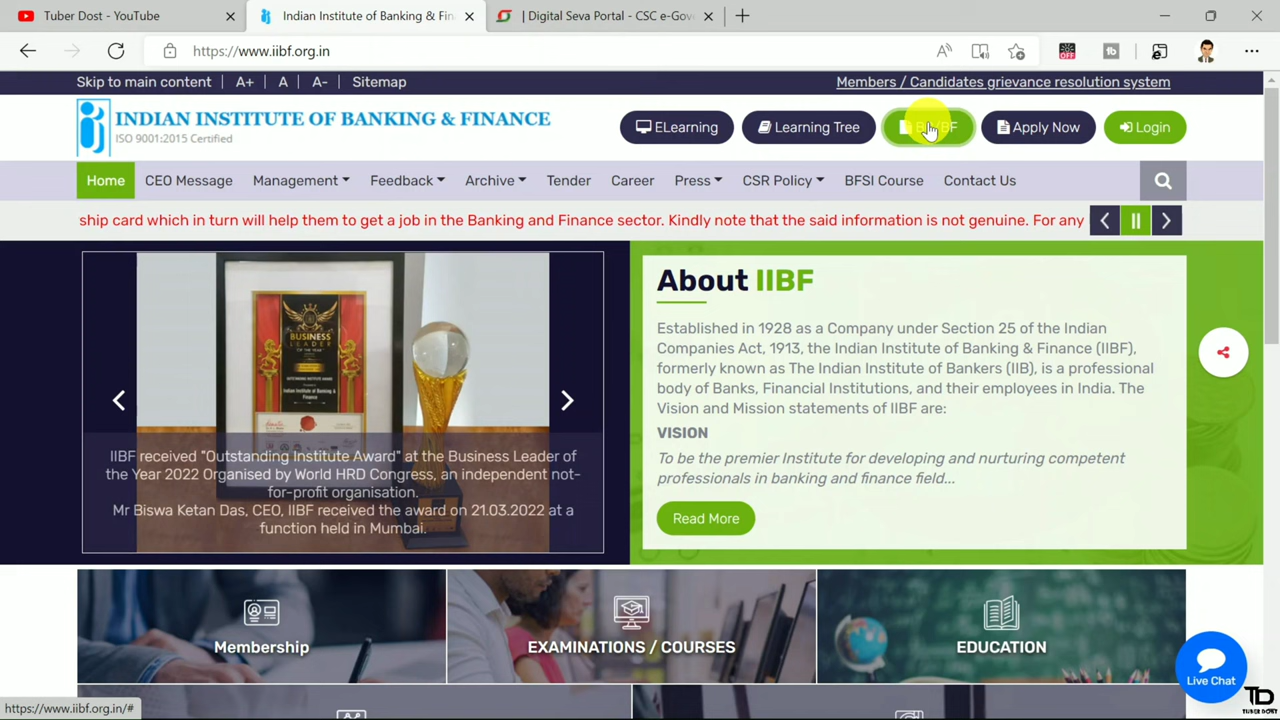 Tuber Dost - YouTube
Indian Institute of Banking & Fin
| Digital Seva Portal - CSC e-Gov
https://www.iibf.org.in
OFF
tb
Skip to main content
A+
A
A-
Sitemap
Members / Candidates grievance resolution system
INDIAN INSTITUTE OF BANKING & FINANCE
ISO 9001:2015 Certified
ELearning
Learning Tree
BF
Apply Now
Login
Home
CEO Message
Management
Feedback
Archive
Tender
Career
Press
CSR Policy
BFSI Course
Contact Us
ship card which in turn will help them to get a job in the Banking and Finance sector. Kindly note that the said information is not genuine. For any
BUSINESS
LEADER
IIBF received "Outstanding Institute Award" at the Business Leader of
the Year 2022 Organised by World HRD Congress, an independent not-
for-profit organisation.
Mr Biswa Ketan Das, CEO, IIBF received the award on 21.03.2022 at a
function held in Mumbai.
About IIBF
Established in 1928 as a Company under Section 25 of the Indian
Companies Act, 1913, the Indian Institute of Banking & Finance (IIBF),
formerly known as The Indian Institute of Bankers (IIB), is a professional
body of Banks, Financial Institutions, and their employees in India. The
Vision and Mission statements of IIBF are:
VISION
To be the premier Institute for developing and nurturing competent
professionals in banking and finance field...
Read More
Membership
EXAMINATIONS / COURSES
EDUCATION
Live Chat
https://www.iibf.org.in/#
TD
TUBER DOST